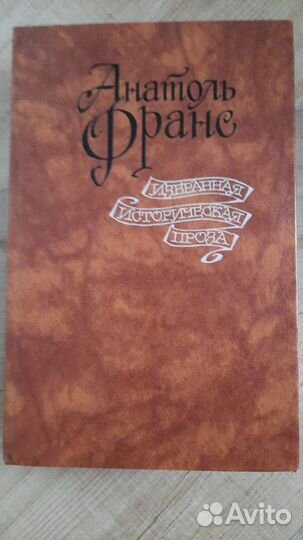 Анатоль
Франс
ИЗБРАННАЯ
ИСТОРИЧЕСКАЯ
ПРОЗА
Avito